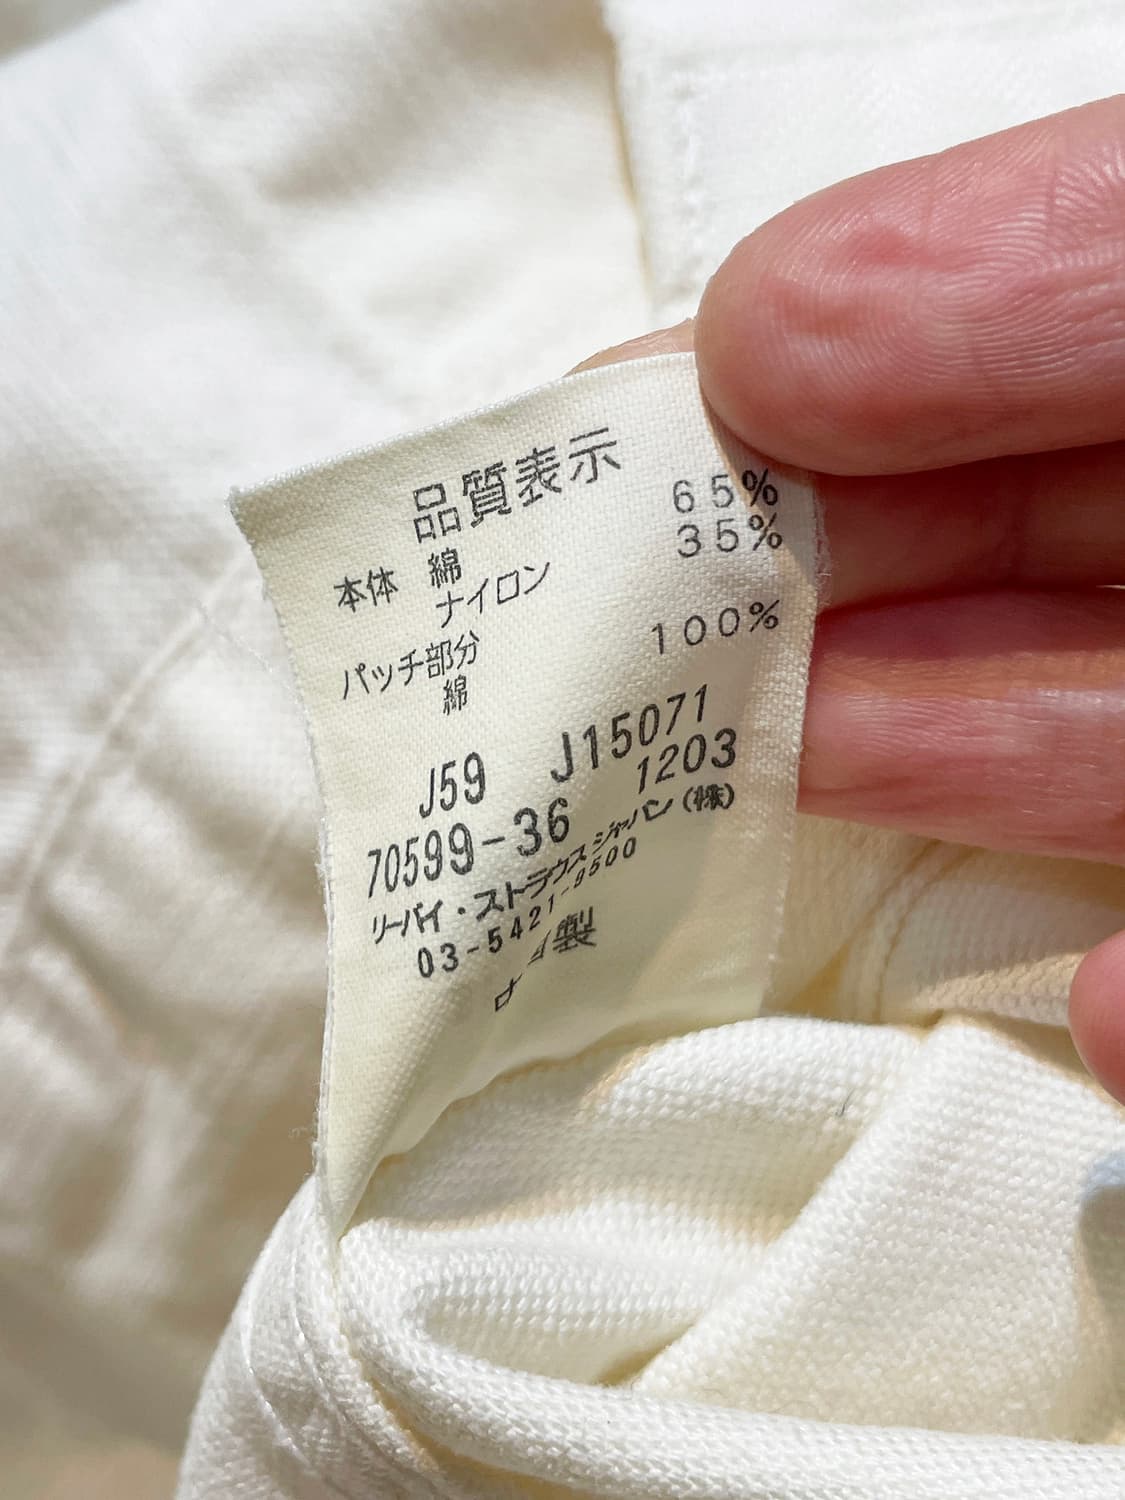 品質表示
本体 綿 65%
ナイロン 35%
パッチ部分
綿 100%
J59 J15071
70599-36 1203
リーバイ・ストラウス ジャパン(株)
03-5421-9500
製